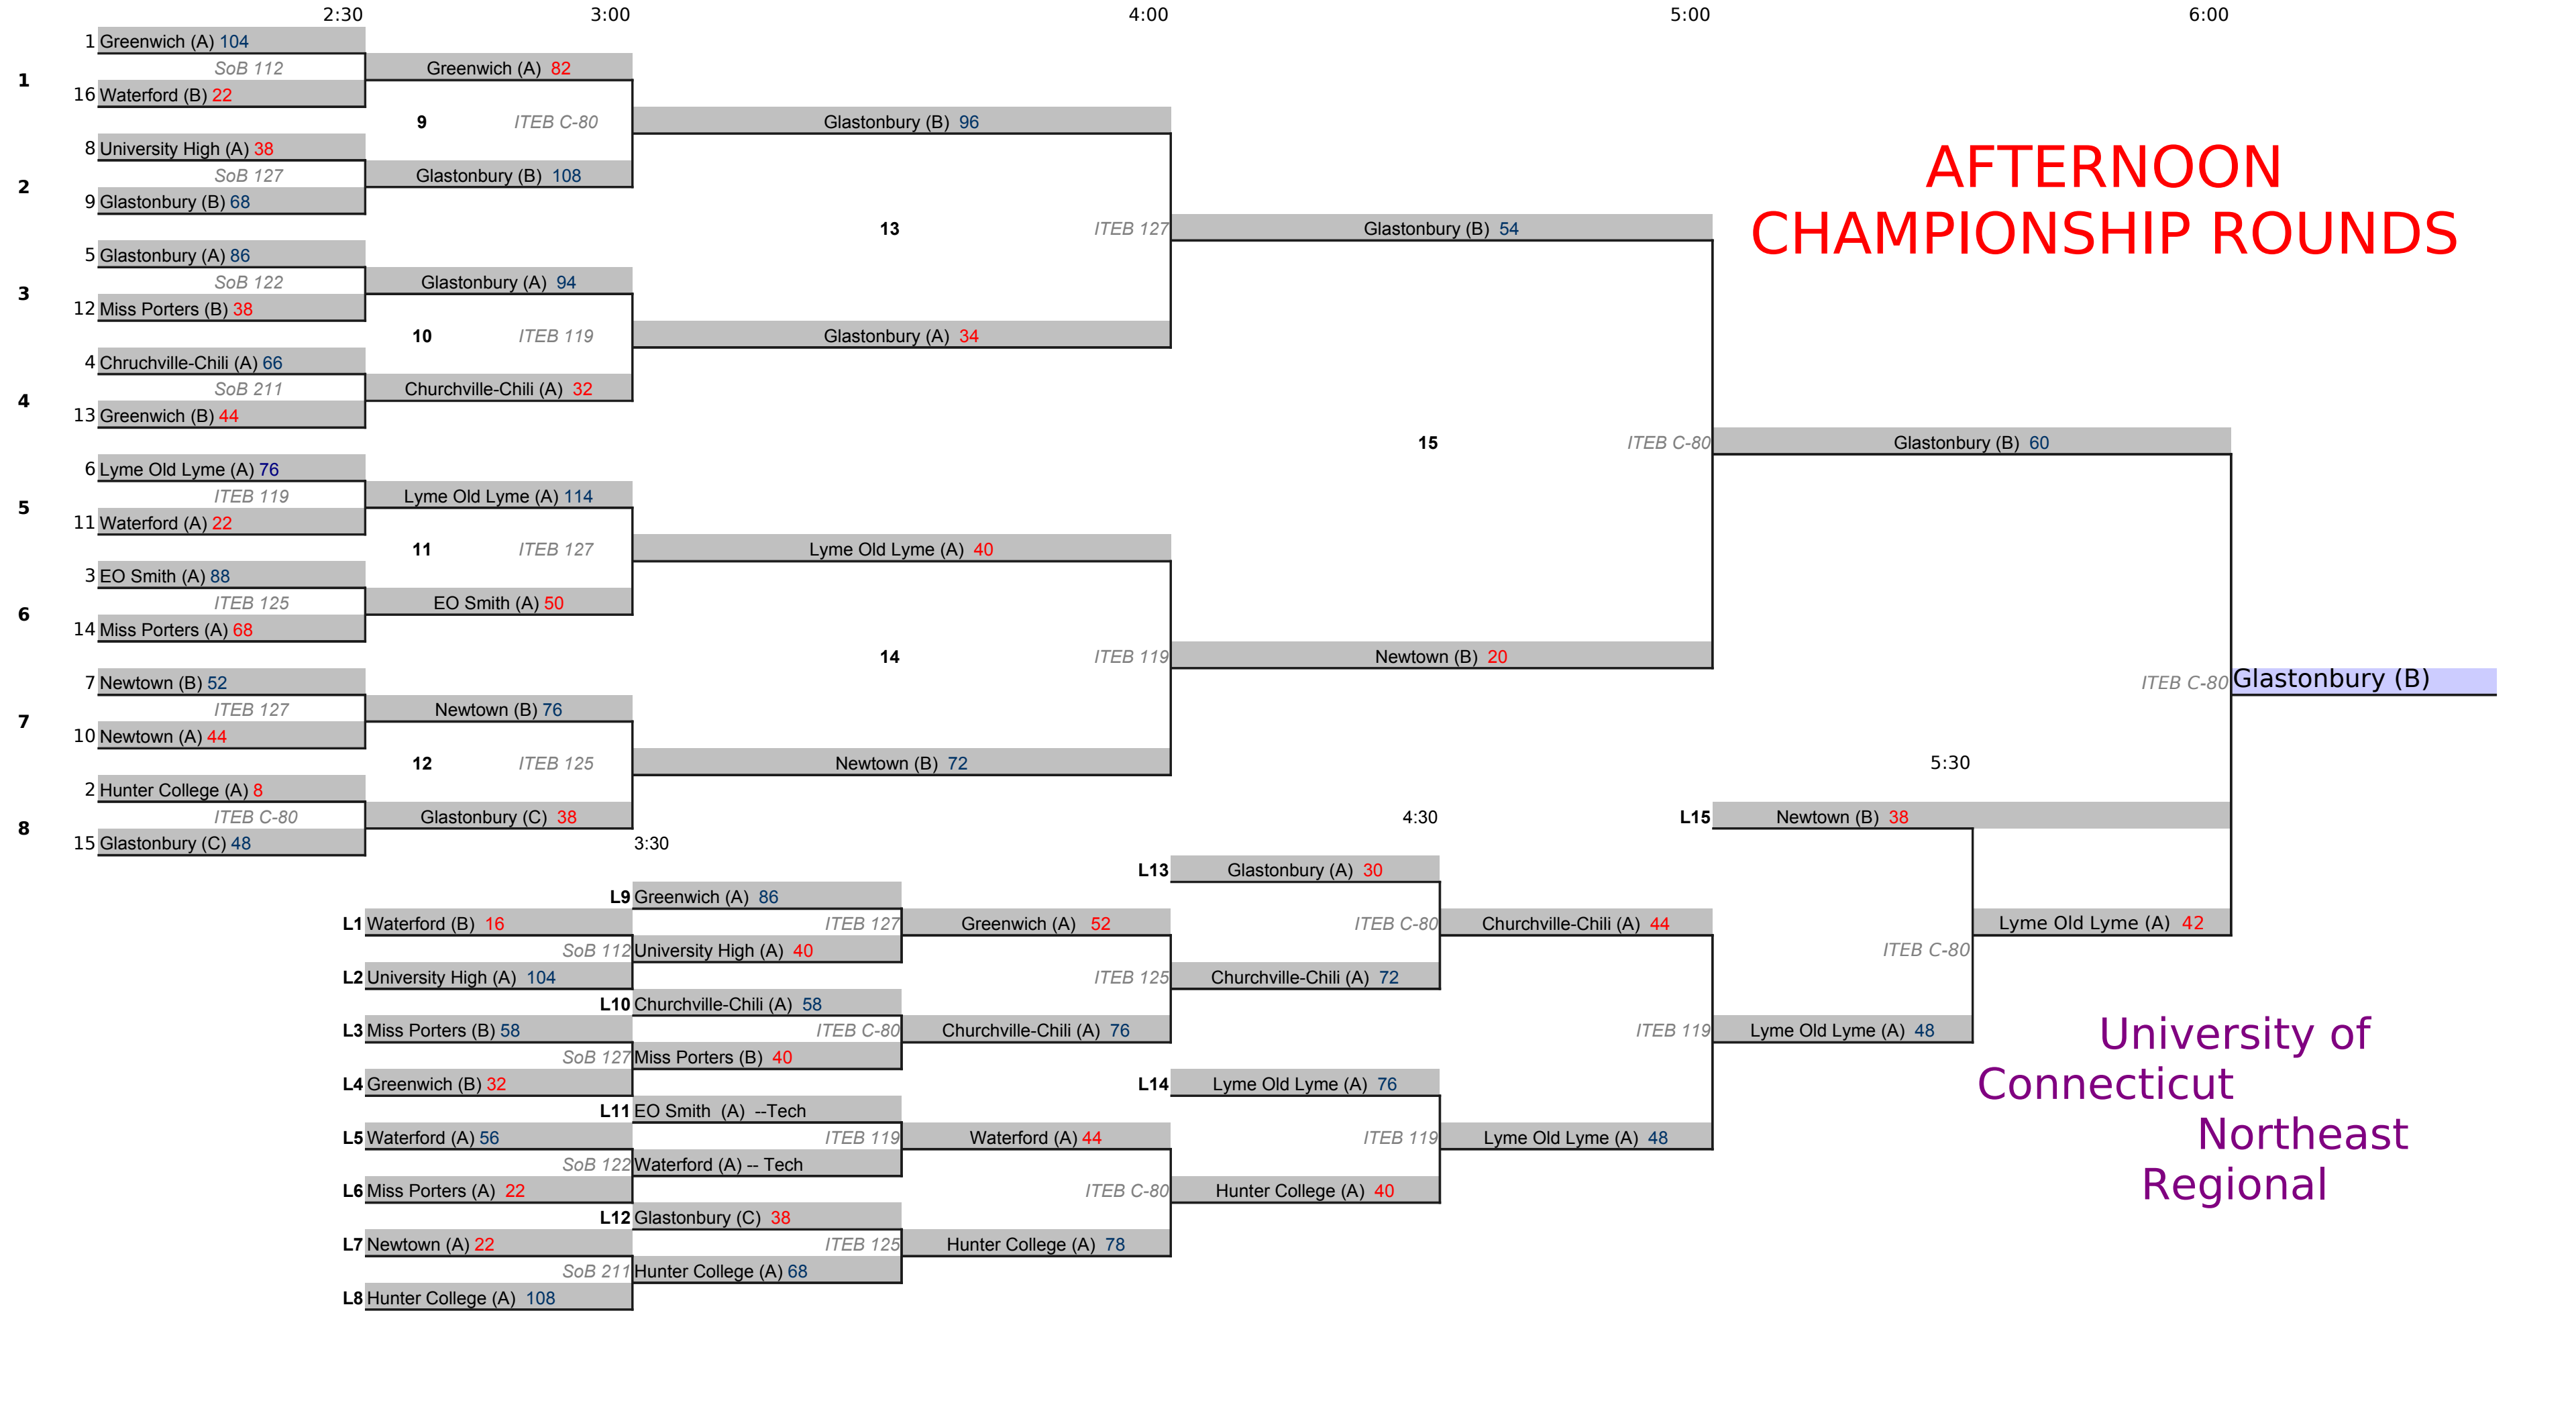 2:30 3:00 4:00 5:00 6:00
1 Greenwich (A) 104
SoB 112 Greenwich (A) 82
1
16 Waterford (B) 22
9 ITEB C-80 Glastonbury (B) 96
8 University High (A) 38
SoB 127 Glastonbury (B) 108
2
9 Glastonbury (B) 68
AFTERNOON
CHAMPIONSHIP ROUNDS
13 ITEB 127 Glastonbury (B) 54
5 Glastonbury (A) 86
SoB 122 Glastonbury (A) 94
3
12 Miss Porters (B) 38
10 ITEB 119 Glastonbury (A) 34
4 Chruchville-Chili (A) 66
SoB 211 Churchville-Chili (A) 32
4
13 Greenwich (B) 44
15 ITEB C-80 Glastonbury (B) 60
6 Lyme Old Lyme (A) 76
ITEB 119 Lyme Old Lyme (A) 114
5
11 Waterford (A) 22
11 ITEB 127 Lyme Old Lyme (A) 40
3 EO Smith (A) 88
ITEB 125 EO Smith (A) 50
6
14 Miss Porters (A) 68
14 ITEB 119 Newtown (B) 20
7 Newtown (B) 52
ITEB C-80 Glastonbury (B)
ITEB 127 Newtown (B) 76
7
10 Newtown (A) 44
12 ITEB 125 Newtown (B) 72
5:30
2 Hunter College (A) 8
ITEB C-80 Glastonbury (C) 38
4:30
L15 Newtown (B) 38
8
15 Glastonbury (C) 48
3:30
L13 Glastonbury (A) 30
L9 Greenwich (A) 86
L1 Waterford (B) 16
ITEB 127 Greenwich (A) 52
ITEB C-80 Churchville-Chili (A) 44
Lyme Old Lyme (A) 42
SoB 112 University High (A) 40
ITEB C-80
L2 University High (A) 104
ITEB 125 Churchville-Chili (A) 72
L10 Churchville-Chili (A) 58
L3 Miss Porters (B) 58
ITEB C-80 Churchville-Chili (A) 76
ITEB 119 Lyme Old Lyme (A) 48
University of
Connecticut
Northeast
Regional
SoB 127 Miss Porters (B) 40
L4 Greenwich (B) 32
L14 Lyme Old Lyme (A) 76
L11 EO Smith (A) --Tech
L5 Waterford (A) 56
ITEB 119 Waterford (A) 44
ITEB 119 Lyme Old Lyme (A) 48
SoB 122 Waterford (A) -- Tech
L6 Miss Porters (A) 22
ITEB C-80 Hunter College (A) 40
L12 Glastonbury (C) 38
L7 Newtown (A) 22
ITEB 125 Hunter College (A) 78
SoB 211 Hunter College (A) 68
L8 Hunter College (A) 108